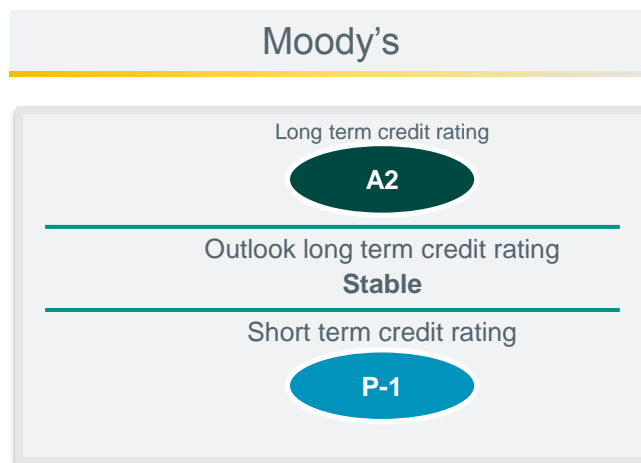 Moody’s
Long term credit rating
A2
Outlook long term credit rating
Stable
Short term credit rating
P-1